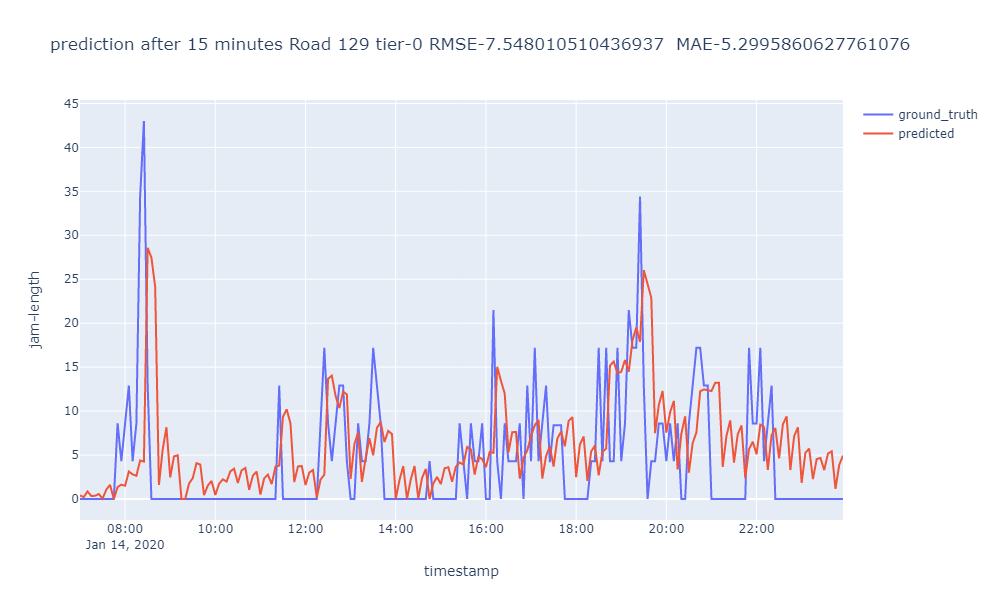 prediction after 15 minutes Road 129 tier-0 RMSE-7.548010510436937  MAE-5.2995860627761076
ground_truth
predicted
45
40
35
30
25
20
15
10
5
0
jam-length
08:00 10:00 12:00 14:00 16:00 18:00 20:00 22:00
Jan 14, 2020
timestamp